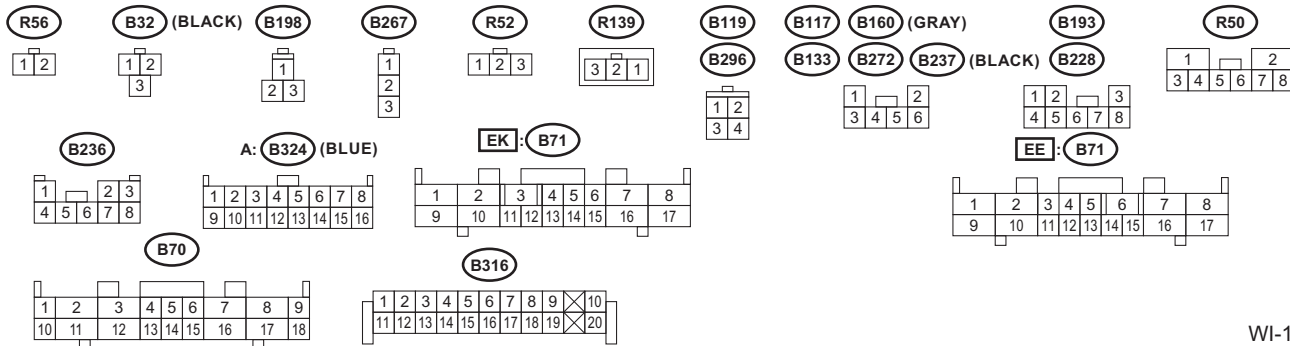 R56 B32 (BLACK) B198 B267 R52 R139 B119 B117 B160 (GRAY) B193 R50
B296 B133 B272 B237 (BLACK) B228
1 2
1 2
3
1
2 3
1
2
3
1 2 3
3 2 1
1 2
3 4
1 2
3 4 5 6
1 2 3
4 5 6 7 8
1 2
3 4 5 6 7 8
B236 A: B324 (BLUE) EK : B71 EE : B71
1 2 3
4 5 6 7 8
1 2 3 4 5 6 7 8
9 10 11 12 13 14 15 16
1 2 3 4 5 6 7 8
9 10 11 12 13 14 15 16 17
1 2 3 4 5 6 7 8
9 10 11 12 13 14 15 16 17
B70 B316
1 2 3 4 5 6 7 8 9
10 11 12 13 14 15 16 17 18
1 2 3 4 5 6 7 8 9 10
11 12 13 14 15 16 17 18 19 20
WI-1